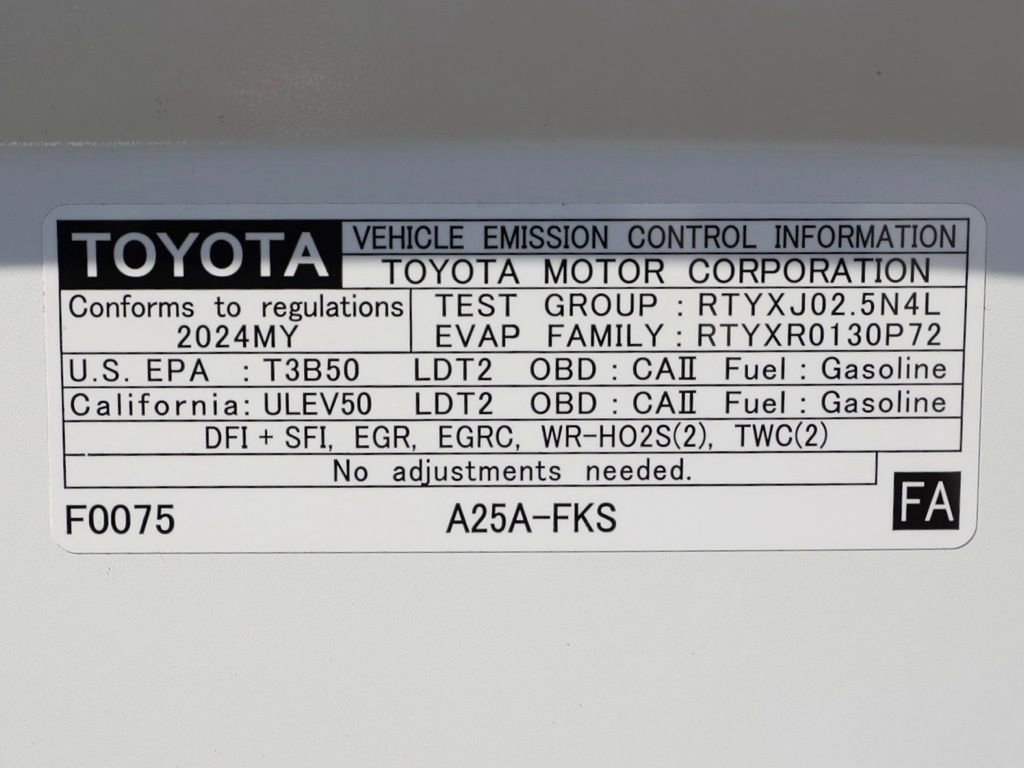 TOYOTA VEHICLE EMISSION CONTROL INFORMATION
TOYOTA MOTOR CORPORATION
Conforms to regulations
2024MY
TEST GROUP : RTYXJ02.5N4L
EVAP FAMILY : RTYXR0130P72
U.S. EPA : T3B50 LDT2 OBD : CAⅡ Fuel : Gasoline
California: ULEV50 LDT2 OBD : CAⅡ Fuel : Gasoline
DFI + SFI, EGR, EGRC, WR-HO2S(2), TWC(2)
No adjustments needed.
F0075 A25A-FKS FA